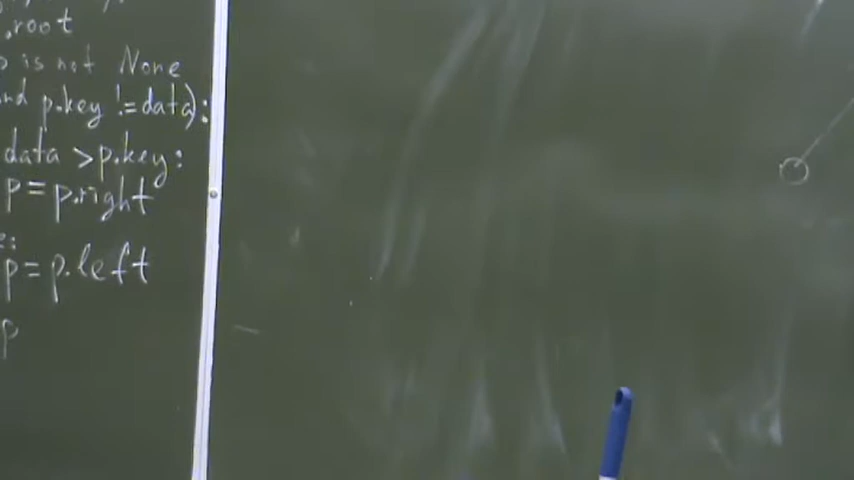 .root
p is not None
and p.key != data):
data > p.key:
p = p.right
e:
p = p.left
p